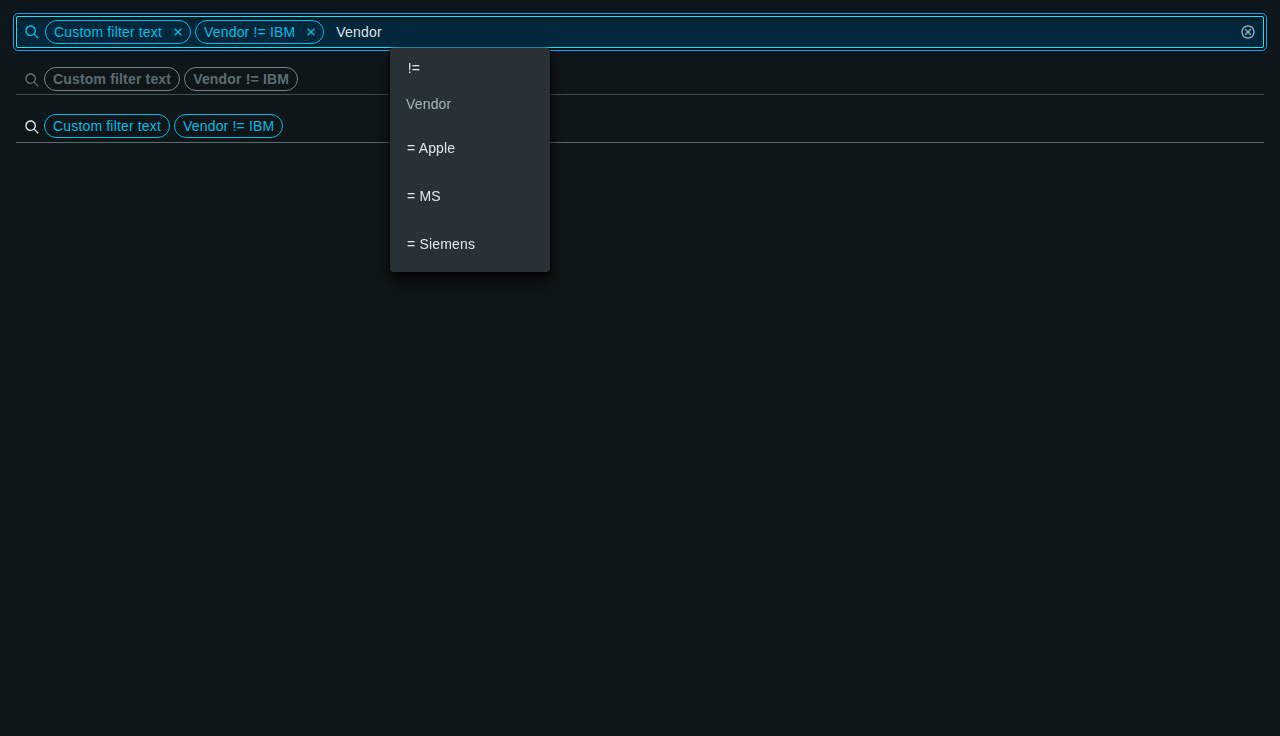 Custom filter text × Vendor != IBM × Vendor
!=
Custom filter text Vendor != IBM
Vendor
Custom filter text Vendor != IBM
= Apple
= MS
= Siemens